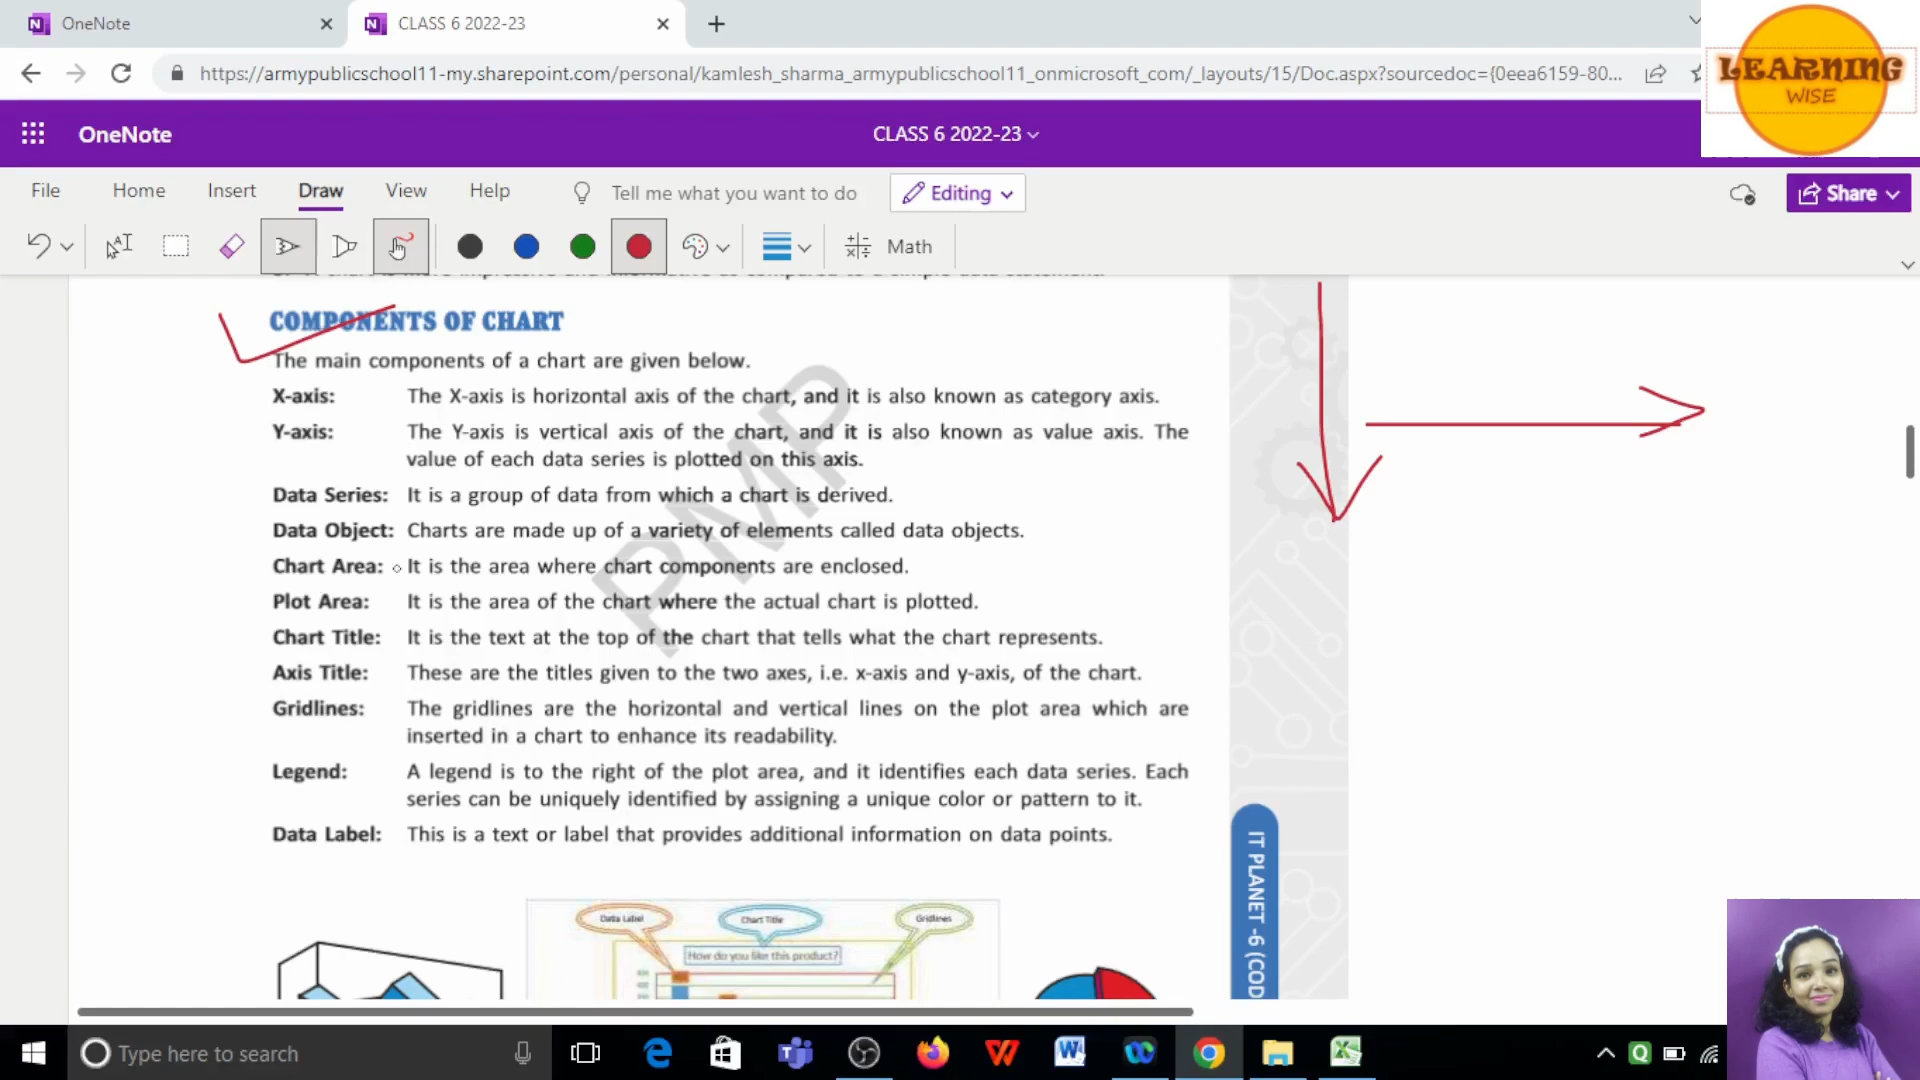 OneNote
CLASS 6 2022-23
https://armypublicschool11-my.sharepoint.com/personal/kamlesh_sharma_armypublicschool11_onmicrosoft_com/_layouts/15/Doc.aspx?sourcedoc={0eea6159-80...
LEARNING
WISE
OneNote
CLASS 6 2022-23
File Home Insert Draw View Help Tell me what you want to do Editing Share
Math
COMPONENTS OF CHART
The main components of a chart are given below.
X-axis: The X-axis is horizontal axis of the chart, and it is also known as category axis.
Y-axis: The Y-axis is vertical axis of the chart, and it is also known as value axis. The
value of each data series is plotted on this axis.
Data Series: It is a group of data from which a chart is derived.
Data Object: Charts are made up of a variety of elements called data objects.
Chart Area: It is the area where chart components are enclosed.
Plot Area: It is the area of the chart where the actual chart is plotted.
Chart Title: It is the text at the top of the chart that tells what the chart represents.
Axis Title: These are the titles given to the two axes, i.e. x-axis and y-axis, of the chart.
Gridlines: The gridlines are the horizontal and vertical lines on the plot area which are
inserted in a chart to enhance its readability.
Legend: A legend is to the right of the plot area, and it identifies each data series. Each
series can be uniquely identified by assigning a unique color or pattern to it.
Data Label: This is a text or label that provides additional information on data points.
PMP
Data Label
Chart Title
Gridlines
How do you like this product?
IT PLANET -6 (COD
Type here to search